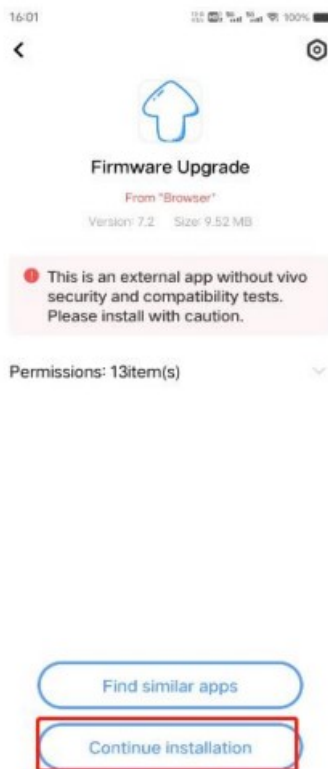 16:01
100%
Firmware Upgrade
From "Browser"
Version: 7.2 Size: 9.52 MB
This is an external app without vivo
security and compatibility tests.
Please install with caution.
Permissions: 13item(s)
Find similar apps
Continue installation